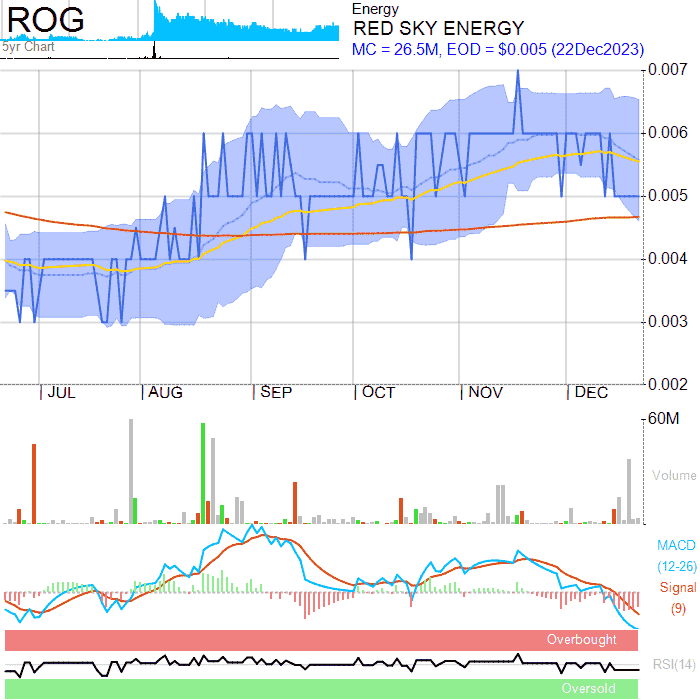 ROG
5yr Chart
Energy
RED SKY ENERGY
MC = 26.5M, EOD = $0.005 (22Dec2023)
0.007
0.006
0.005
0.004
0.003
0.002
JUL AUG SEP OCT NOV DEC
60M
Volume
MACD
(12-26)
Signal
(9)
Overbought
RSI(14)
Oversold